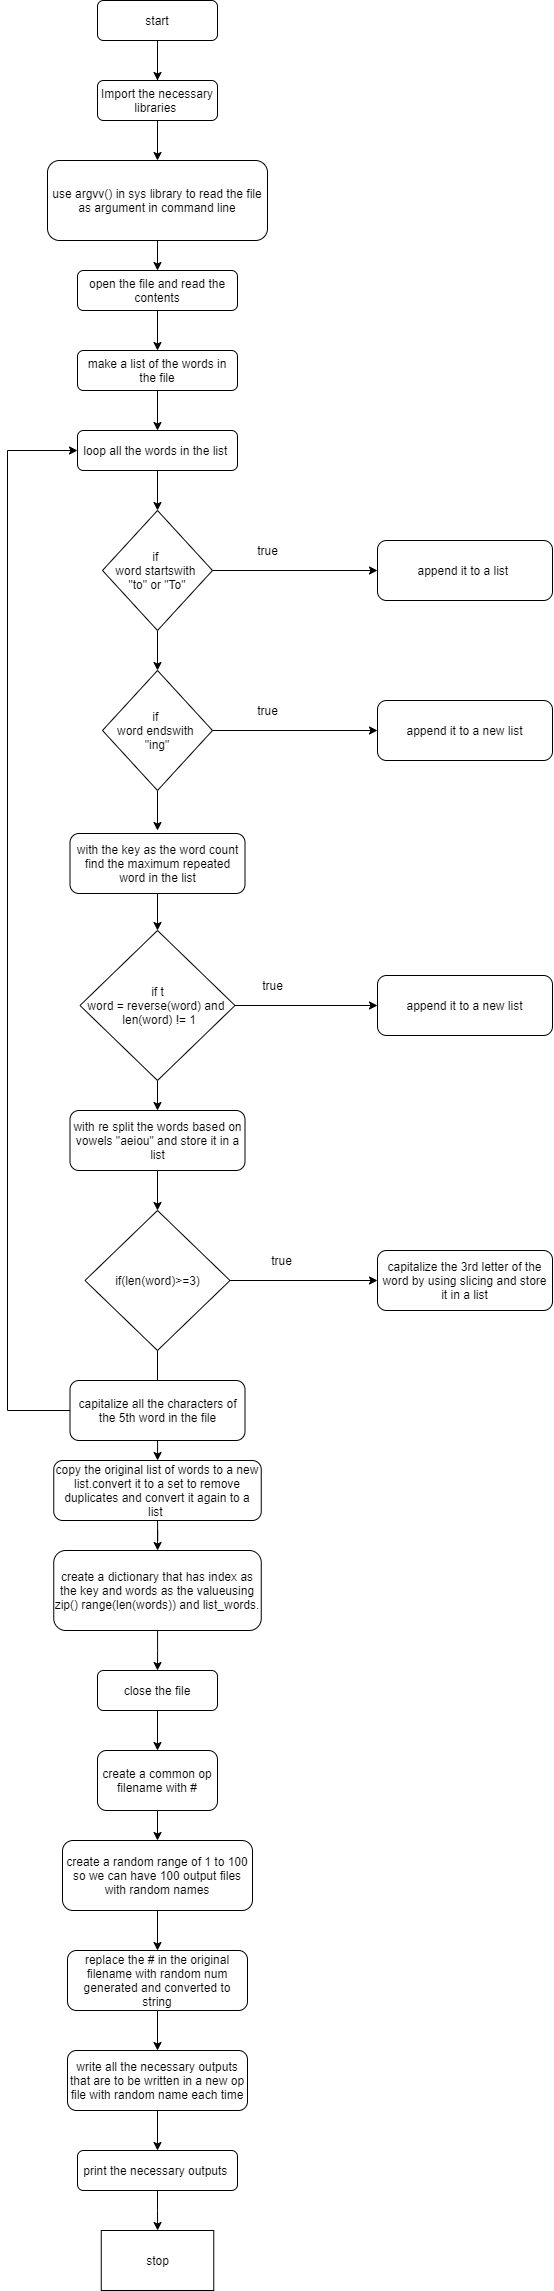 start
Import the necessary
libraries
use argvv() in sys library to read the file
as argument in command line
open the file and read the
contents
make a list of the words in
the file
loop all the words in the list
if
word startswith
"to" or "To"
true
append it to a list
if
word endswith
"ing"
true
append it to a new list
with the key as the word count
find the maximum repeated
word in the list
if t
word = reverse(word) and
len(word) != 1
true
append it to a new list
with re split the words based on
vowels "aeiou" and store it in a
list
if(len(word)>=3)
true
capitalize the 3rd letter of the
word by using slicing and store
it in a list
capitalize all the characters of
the 5th word in the file
copy the original list of words to a new
list.convert it to a set to remove
duplicates and convert it again to a
list
create a dictionary that has index as
the key and words as the valueusing
zip() range(len(words)) and list_words.
close the file
create a common op
filename with #
create a random range of 1 to 100
so we can have 100 output files
with random names
replace the # in the original
filename with random num
generated and converted to
string
write all the necessary outputs
that are to be written in a new op
file with random name each time
print the necessary outputs
stop